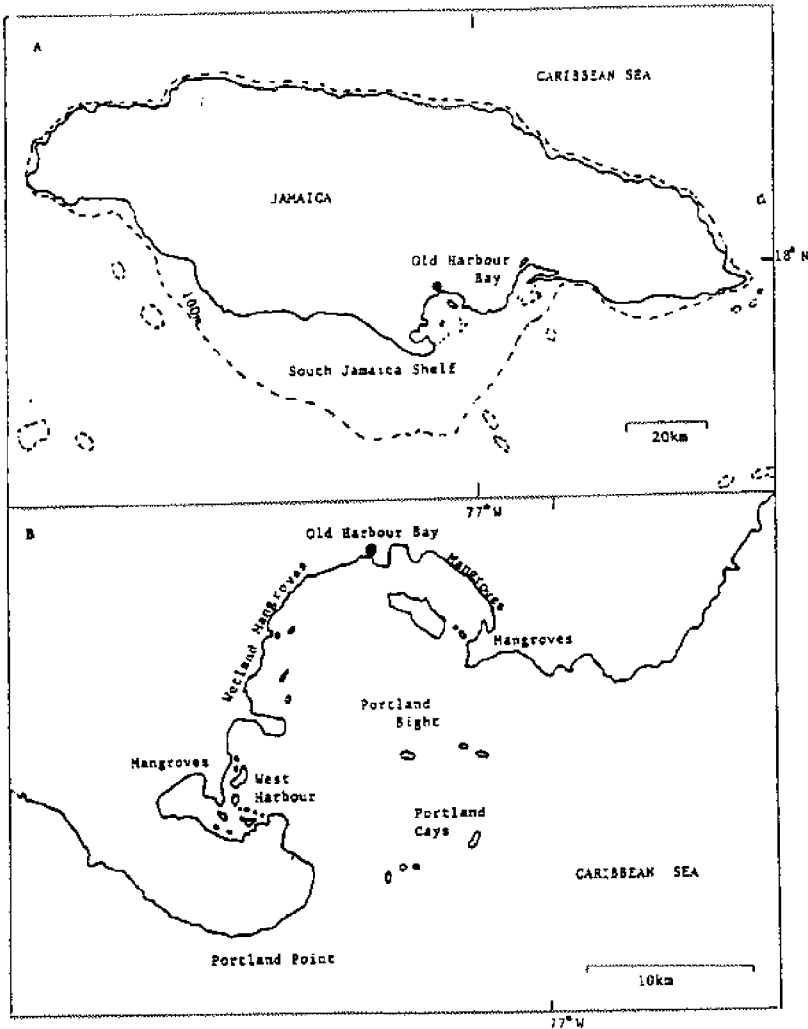 A
CARIBBEAN SEA
JAMAICA
18° N
Old Harbour
Bay
100m
South Jamaica Shelf
20km
77° W
B
Old Harbour Bay
Mangroves
Wetland Mangroves
Mangroves
Portland
Bight
Mangroves
West
Harbour
Portland
Cays
CARIBBEAN SEA
Portland Point
10km
77° W